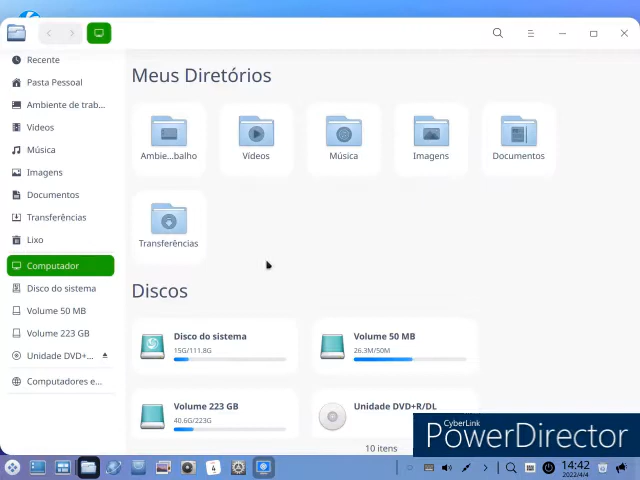 Recente
Pasta Pessoal
Ambiente de trab...
Vídeos
Música
Imagens
Documentos
Transferências
Lixo
Computador
Disco do sistema
Volume 50 MB
Volume 223 GB
Unidade DVD+...
Computadores e...
Meus Diretórios
Ambie...balho
Vídeos
Música
Imagens
Documentos
Transferências
Discos
Disco do sistema
15G/111.8G
Volume 50 MB
26.3M/50M
Volume 223 GB
40.6G/223G
Unidade DVD+R/DL
10 itens
CyberLink
PowerDirector
4
14:42
2022/4/4